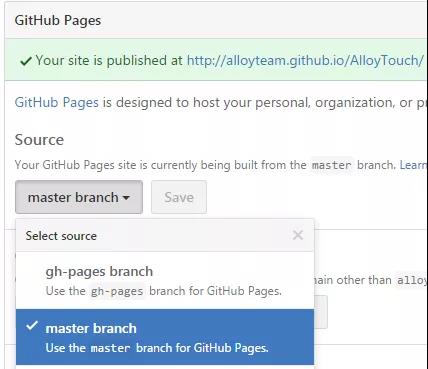 GitHub Pages
Your site is published at http://alloyteam.github.io/AlloyTouch/
GitHub Pages is designed to host your personal, organization, or
Source
Your GitHub Pages site is currently being built from the master branch.
master branch
Save
Select source
gh-pages branch
main other than
Use the gh-pages branch for GitHub Pages.
master branch
Use the master branch for GitHub Pages.